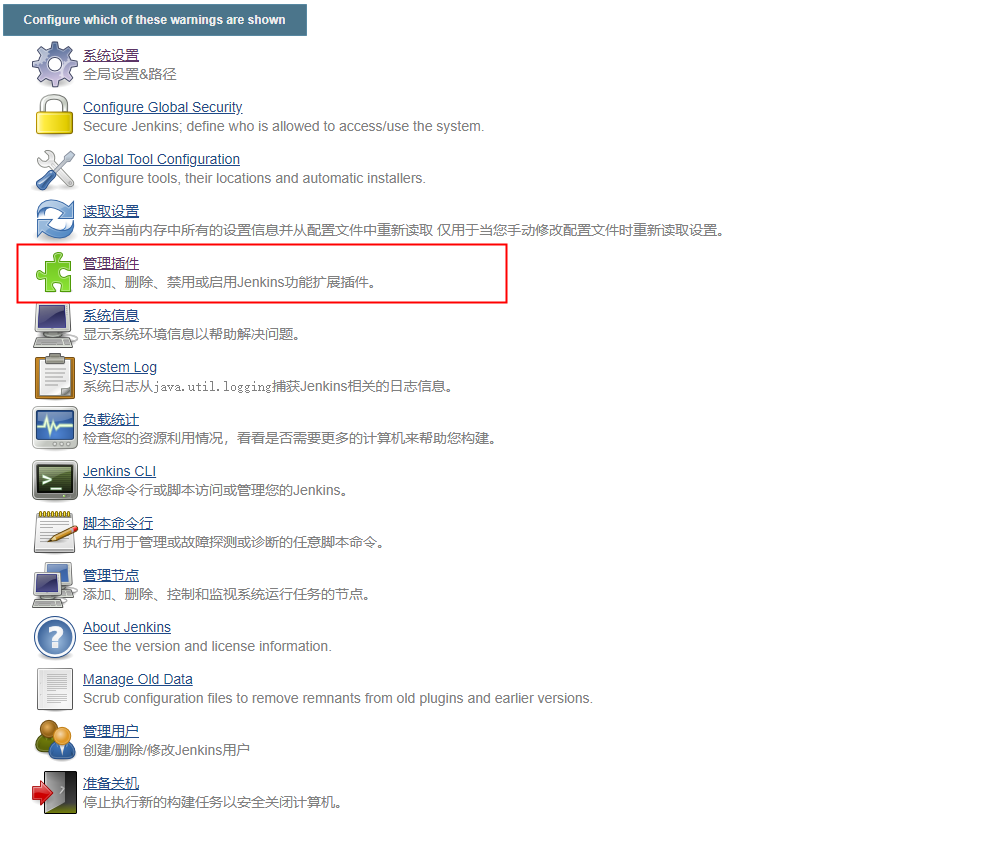 Configure which of these warnings are shown
系统设置
全局设置&路径
Configure Global Security
Secure Jenkins; define who is allowed to access/use the system.
Global Tool Configuration
Configure tools, their locations and automatic installers.
读取设置
放弃当前内存中所有的设置信息并从配置文件中重新读取 仅用于当您手动修改配置文件时重新读取设置。
管理插件
添加、删除、禁用或启用Jenkins功能扩展插件。
系统信息
显示系统环境信息以帮助解决问题。
System Log
系统日志从java.util.logging捕获Jenkins相关的日志信息。
负载统计
检查您的资源利用情况，看看是否需要更多的计算机来帮助您构建。
Jenkins CLI
从您命令行或脚本访问或管理您的Jenkins。
脚本命令行
执行用于管理或故障探测或诊断的任意脚本命令。
管理节点
添加、删除、控制和监视系统运行任务的节点。
About Jenkins
See the version and license information.
Manage Old Data
Scrub configuration files to remove remnants from old plugins and earlier versions.
管理用户
创建/删除/修改Jenkins用户
准备关机
停止执行新的构建任务以安全关闭计算机。